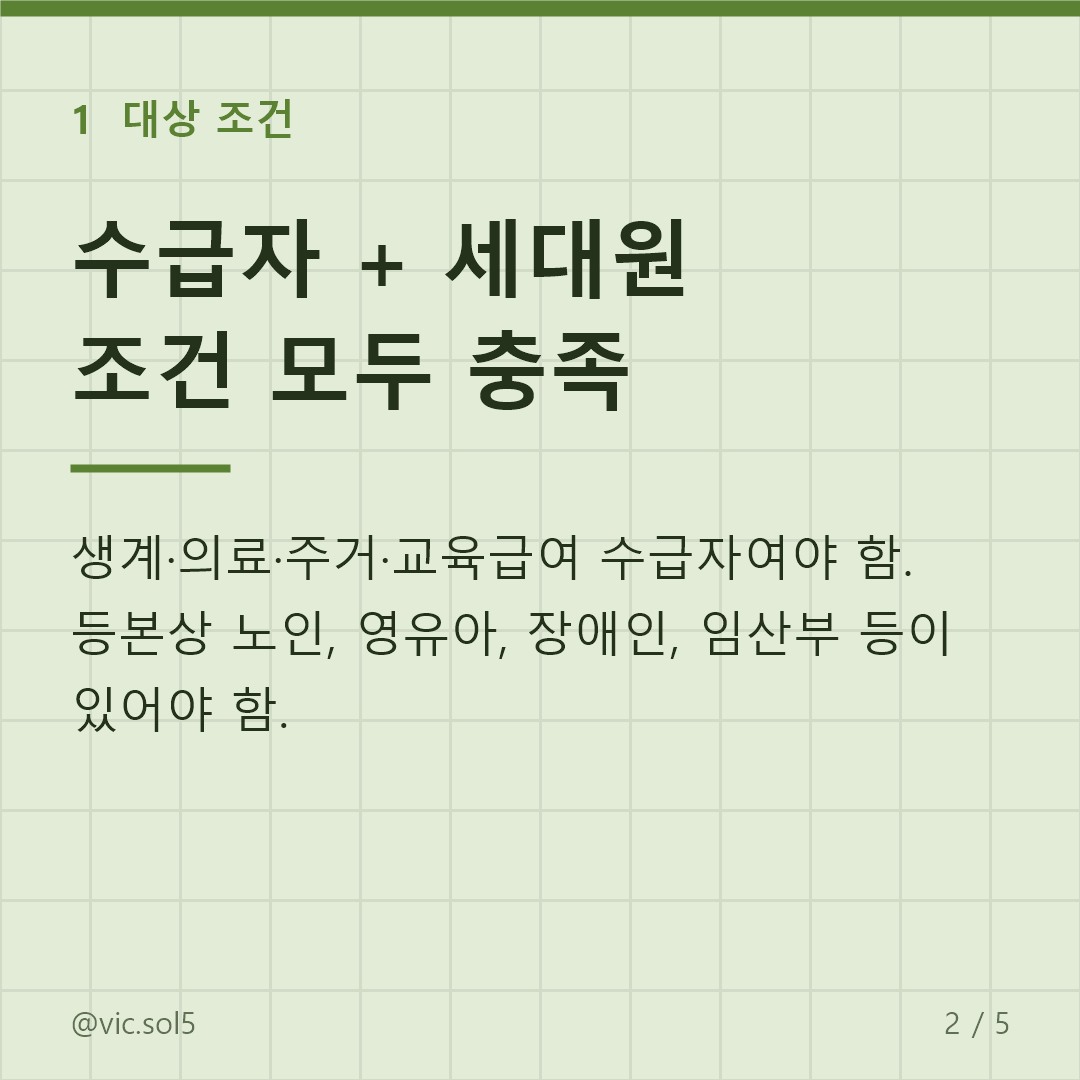 1 대상 조건
수급자 + 세대원
조건 모두 충족
생계·의료·주거·교육급여 수급자여야 함.
등본상 노인, 영유아, 장애인, 임산부 등이
있어야 함.
@vic.sol5
2 / 5